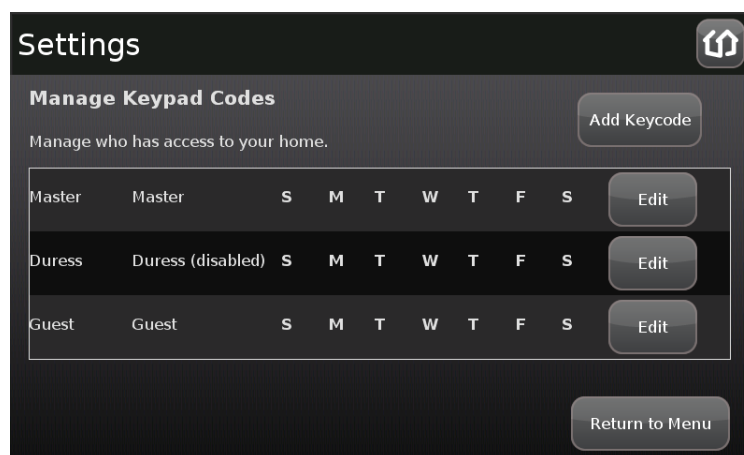 Settings
Manage Keypad Codes
Add Keycode
Manage who has access to your home.
Master Master S M T W T F S Edit
Duress Duress (disabled) S M T W T F S Edit
Guest Guest S M T W T F S Edit
Return to Menu